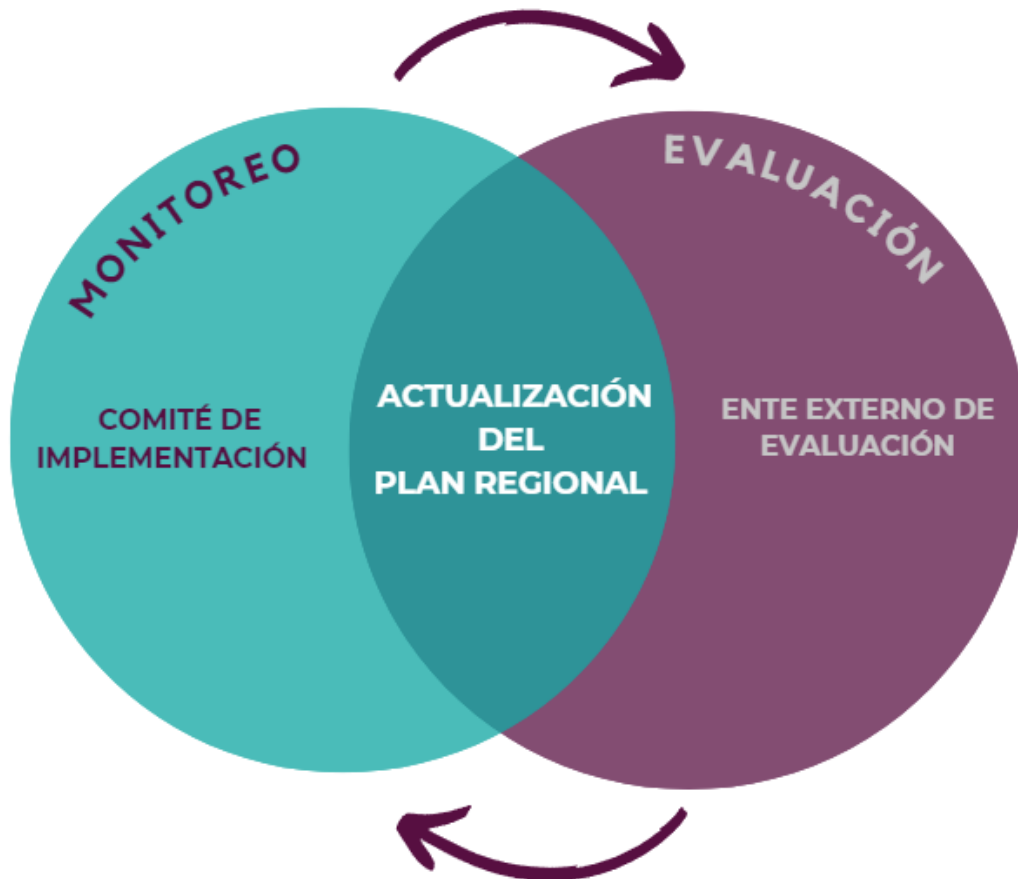 MONITOREO
EVALUACIÓN
COMITÉ DE
IMPLEMENTACIÓN
ACTUALIZACIÓN
DEL
PLAN REGIONAL
ENTE EXTERNO DE
EVALUACIÓN